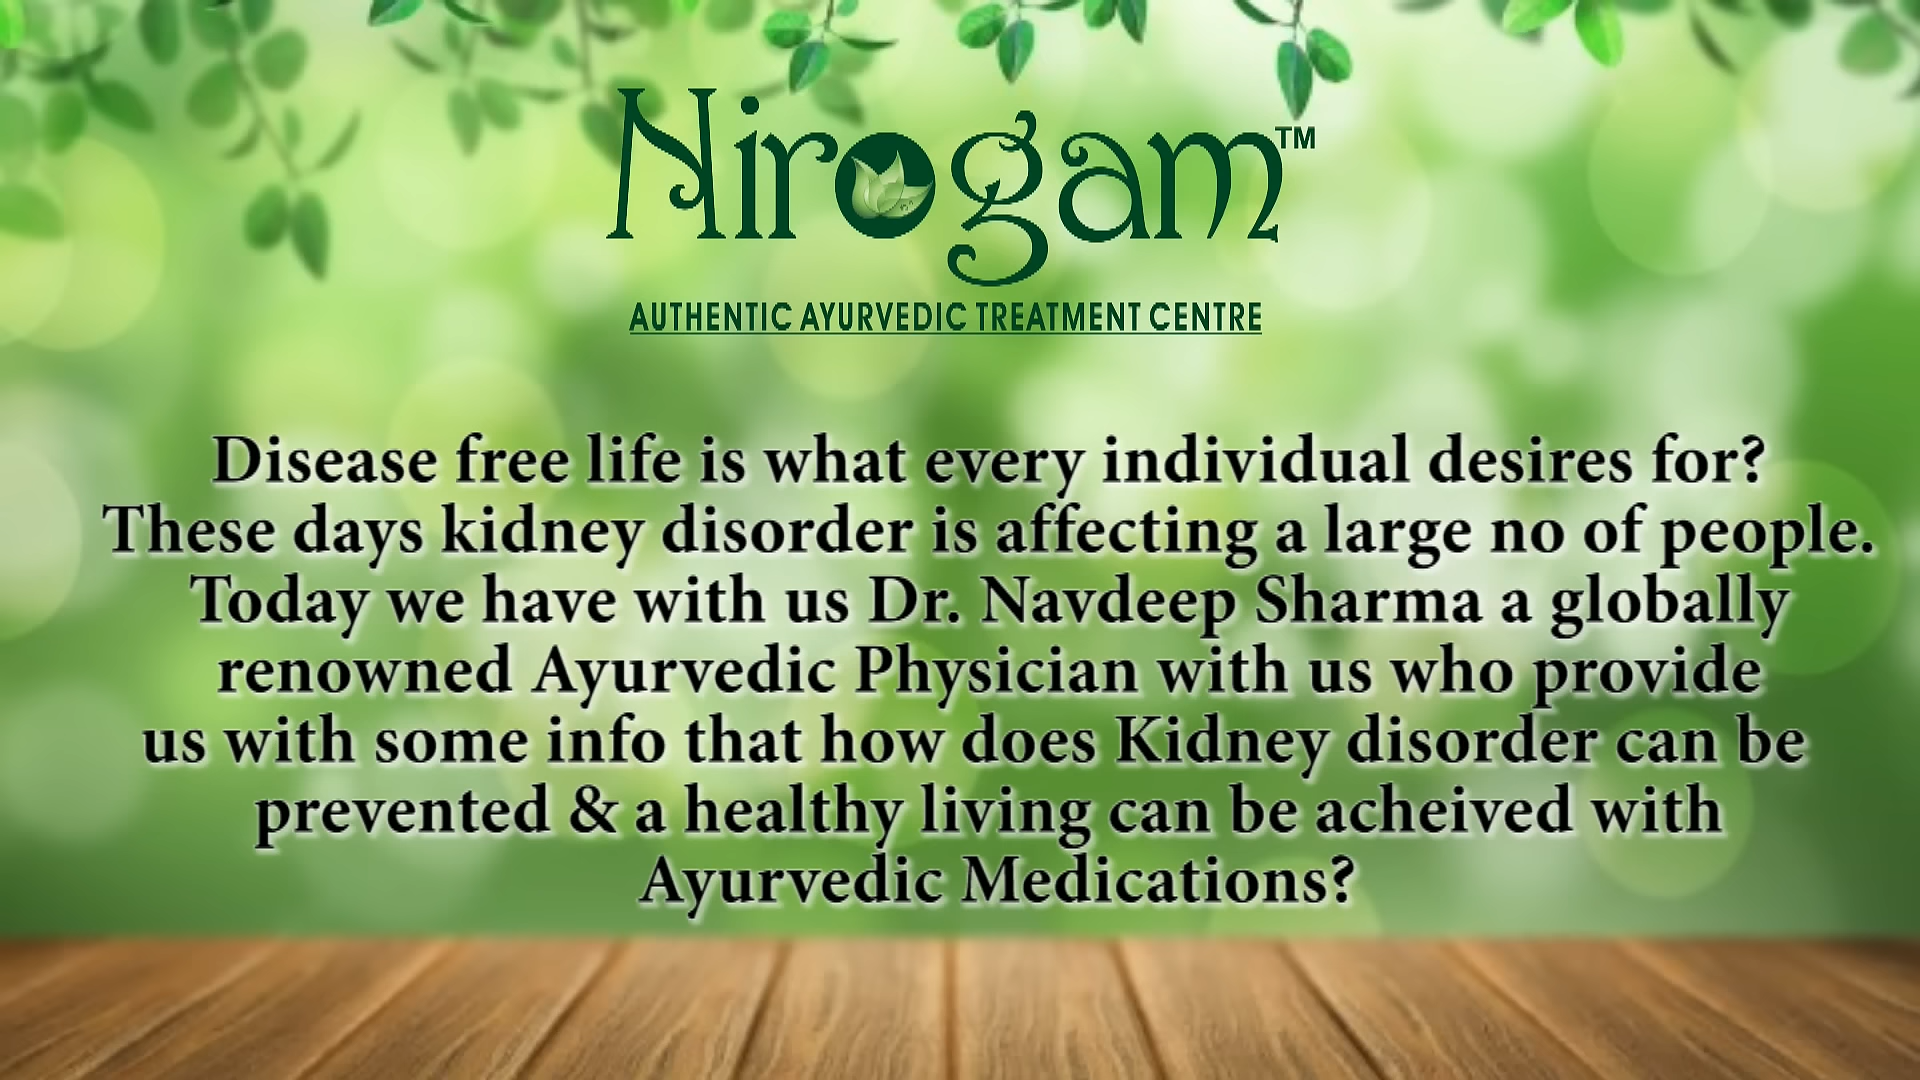 Nirogam™
AUTHENTIC AYURVEDIC TREATMENT CENTRE
Disease free life is what every individual desires for?
These days kidney disorder is affecting a large no of people.
Today we have with us Dr. Navdeep Sharma a globally
renowned Ayurvedic Physician with us who provide
us with some info that how does Kidney disorder can be
prevented & a healthy living can be acheived with
Ayurvedic Medications?